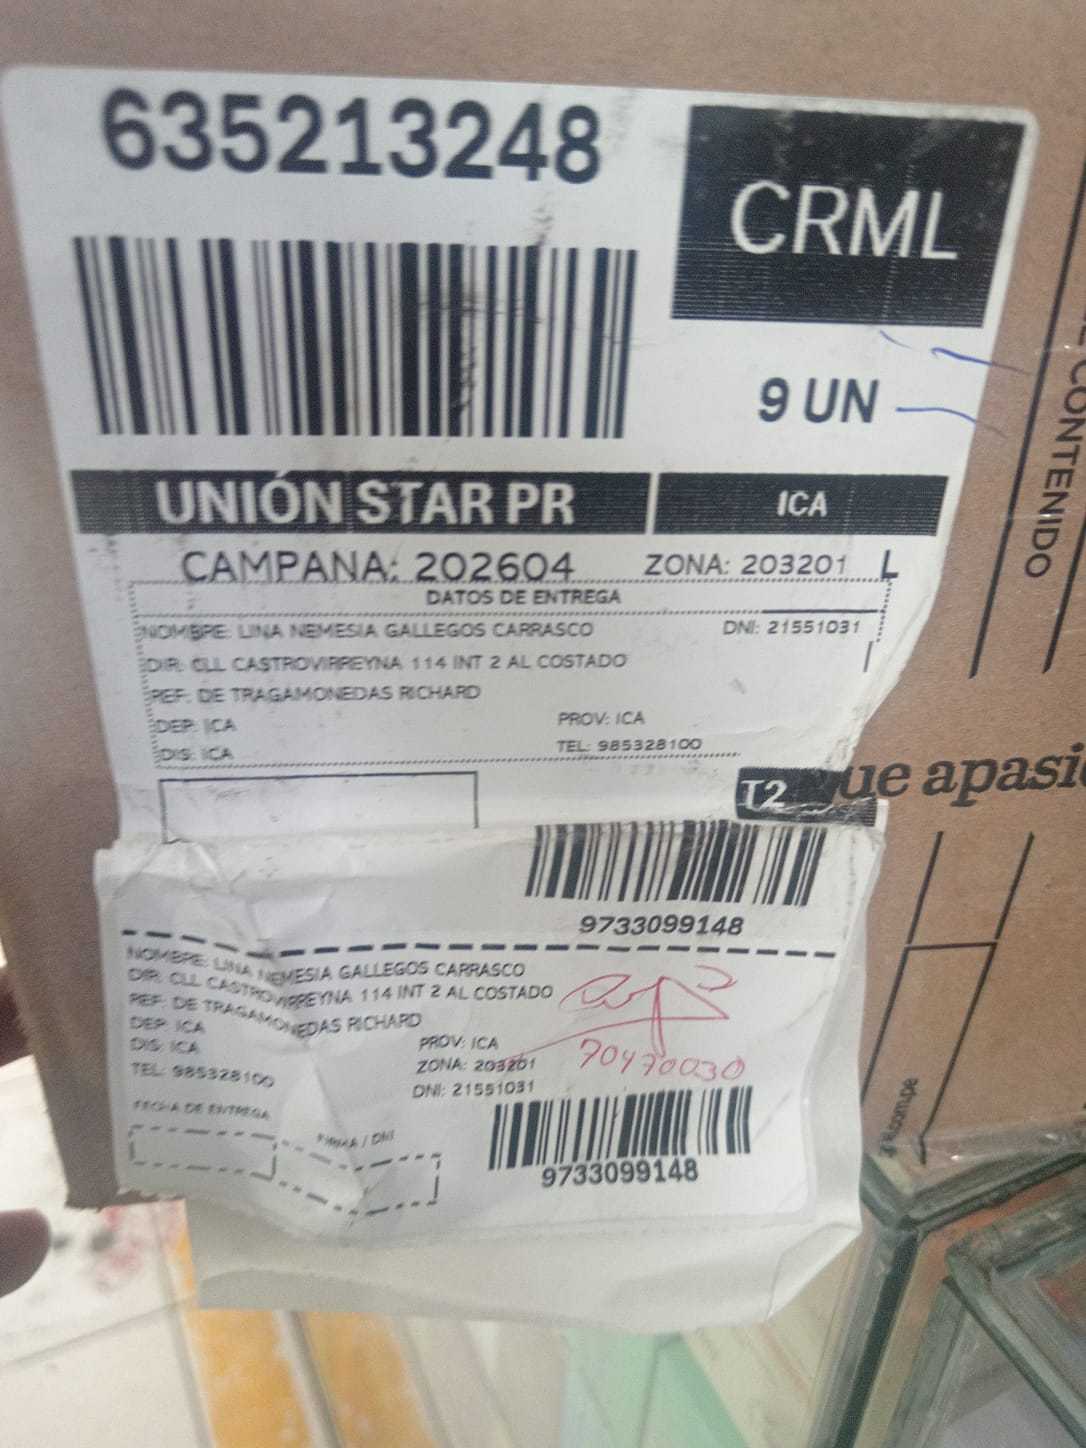 635213248
CRML
9 UN
UNIÓN STAR PR
ICA
CAMPANA: 202604
ZONA: 203201
L
DATOS DE ENTREGA
NOMBRE: LINA NEMESIA GALLEGOS CARRASCO
DNI: 21551031
DIR: CLL CASTROVIRREYNA 114 INT 2 AL COSTADO
REF: DE TRAGAMONEDAS RICHARD
DEP: ICA
PROV: ICA
DIS: ICA
TEL: 985328100
T2
9733099148
NOMBRE: LINA NEMESIA GALLEGOS CARRASCO
DIR: CLL CASTROVIRREYNA 114 INT 2 AL COSTADO
REF: DE TRAGAMONEDAS RICHARD
DEP: ICA
PROV: ICA
DIS: ICA
ZONA: 203201
TEL: 985328100
DNI: 21551031
70470030
FECHA DE ENTREGA
FIRMA / DNI
9733099148
CONTENIDO
ue apasi
.com.pe